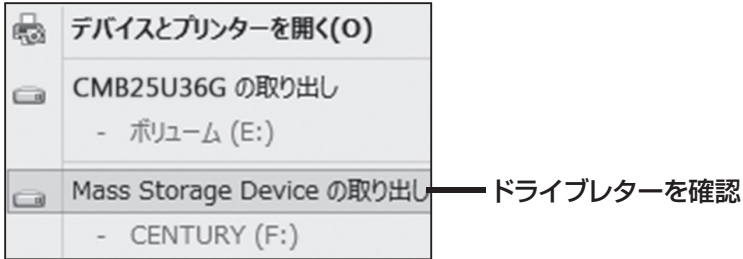 デバイスとプリンターを開く(O)
CMB25U36G の取り出し
- ボリューム (E:)
Mass Storage Device の取り出し
ドライブレターを確認
- CENTURY (F:)